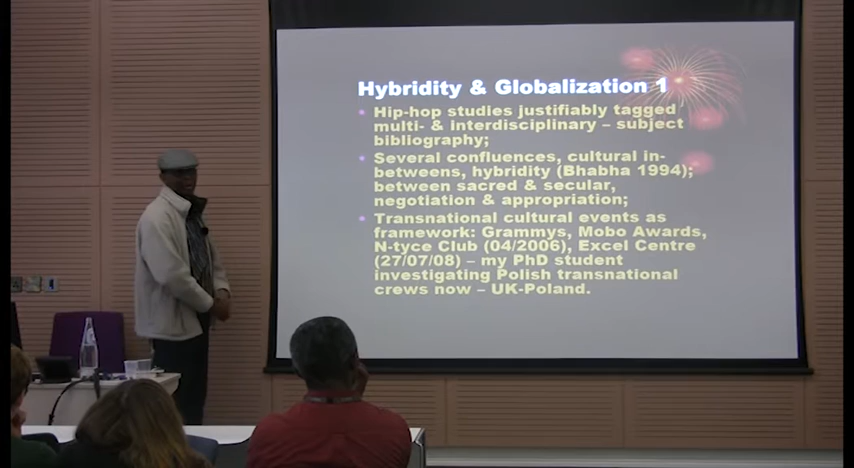 Hybridity & Globalization 1
Hip-hop studies justifiably tagged
multi- & Interdisciplinary – subject
bibliography;
Several confluences, cultural in-
betweens, hybridity (Bhabha 1994);
between sacred & secular,
negotiation & appropriation;
Transnational cultural events as
framework: Grammys, Mobo Awards,
N-tyce Club (04/2006), Excel Centre
(27/07/08) – my PhD student
investigating Polish transnational
crews now – UK-Poland.